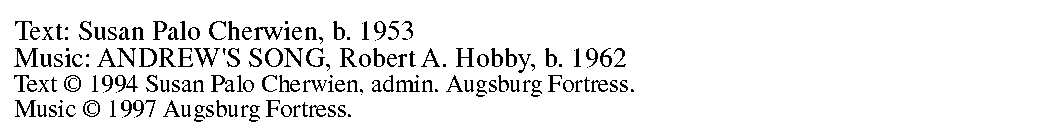 Text: Susan Palo Cherwien, b. 1953
Music: ANDREW'S SONG, Robert A. Hobby, b. 1962
Text © 1994 Susan Palo Cherwien, admin. Augsburg Fortress.
Music © 1997 Augsburg Fortress.